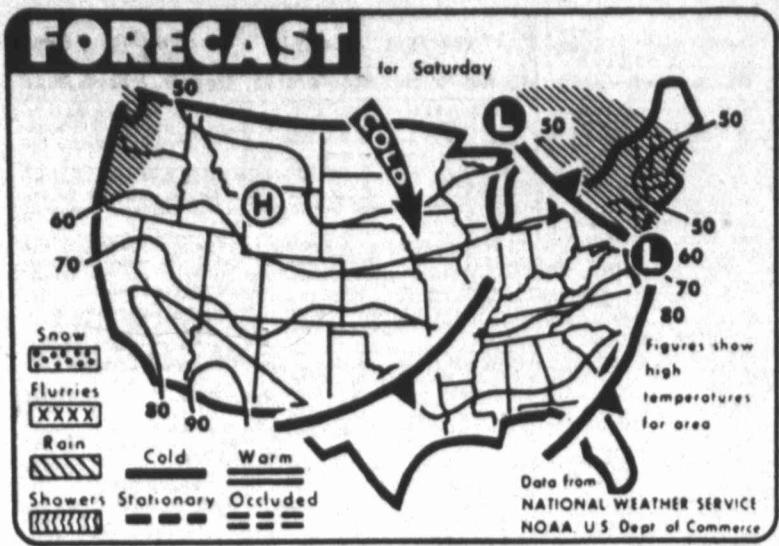 FORECAST
for Saturday
50
L
50
50
COLD
H
60
50
L
60
70
70
80
Snow
Flurries
XXXX
Rain
Showers
80
90
Cold
Warm
Stationary
Occluded
Figures show
high
temperatures
for area
Data from
NATIONAL WEATHER SERVICE
NOAA, U.S Dept of Commerce